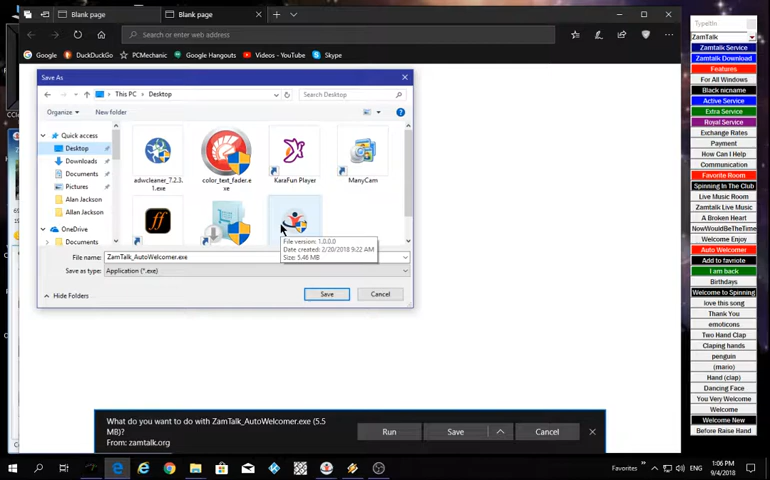 Blank page
Blank page
Search or enter web address
Google
DuckDuckGo
PCMechanic
Google Hangouts
Videos - YouTube
Skype
Save As
This PC > Desktop >
Search Desktop
Organize
New folder
Quick access
Desktop
Downloads
Documents
Pictures
Alan Jackson
Allan Jackson
OneDrive
Documents
adwcleaner_7.2.3.
1.exe
color_text_fader.e
xe
KaraFun Player
ManyCam
File version: 1.0.0.0
Date created: 2/20/2018 9:22 AM
Size: 5.46 MB
File name:
ZamTalk_AutoWelcomer.exe
Save as type:
Application (*.exe)
Hide Folders
Save
Cancel
What do you want to do with ZamTalk_AutoWelcomer.exe (5.5
MB)?
From: zamtalk.org
Run
Save
Cancel
TypeIn
ZamTalk
Zamtalk Service
Zamtalk Download
Features
For All Windows
Black nicname
Active Service
Extra Service
Royal Service
Exchange Rates
Payment
How Can I Help
Communication
Favorite Room
Spinning In The Club
Live Music Room
Zamtalk Live Music
A Broken Heart
NowWouldBeTheTime
Welcome Enjoy
Auto Welcomer
Add to favriote
I am back
Birthdays
Welcome to Spinning
love this song
Thank You
emoticons
Two Hand Clap
Claping hands
penguin
(mario)
Hand (clap)
Dancing Face
You Very Welcome
Welcome
Welcome New
Before Raise Hand
Favorites
ENG
1:06 PM
9/4/2018